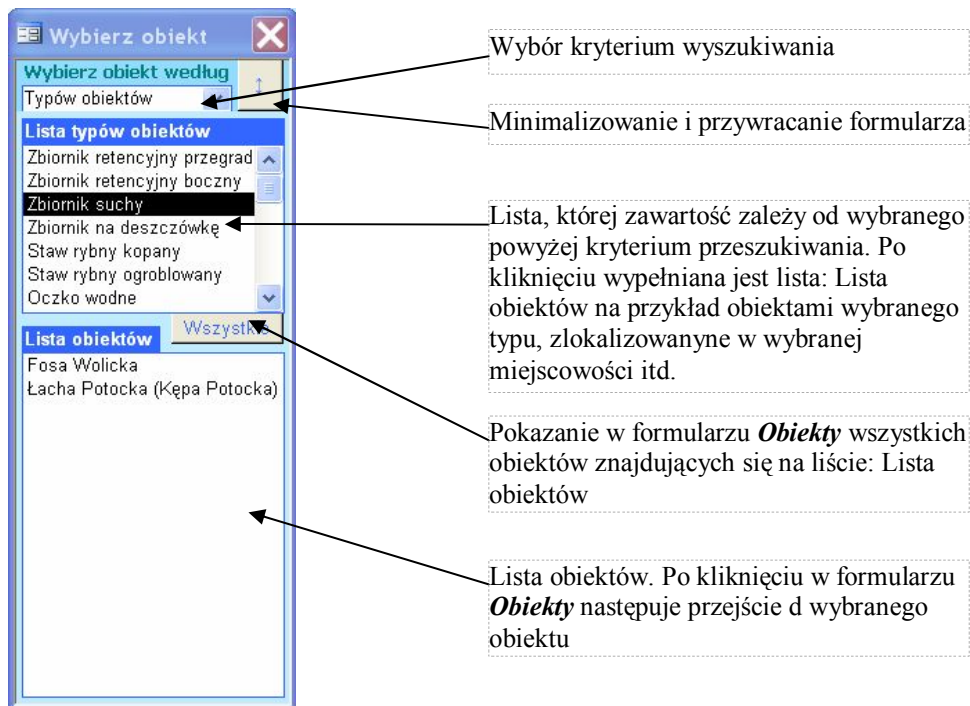 Wybierz obiekt
Wybierz obiekt według
Typów obiektów
Lista typów obiektów
Zbiornik retencyjny przegrad
Zbiornik retencyjny boczny
Zbiornik suchy
Zbiornik na deszczówkę
Staw rybny kopany
Staw rybny ogroblowany
Oczko wodne
Wszystkie
Lista obiektów
Fosa Wolicka
Łacha Potocka (Kępa Potocka)
Wybór kryterium wyszukiwania
Minimalizowanie i przywracanie formularza
Lista, której zawartość zależy od wybranego
powyżej kryterium przeszukiwania. Po
kliknięciu wypełniana jest lista: Lista
obiektów na przykład obiektami wybranego
typu, zlokalizowanyne w wybranej
miejscowości itd.
Pokazanie w formularzu Obiekty wszystkich
obiektów znajdujących się na liście: Lista
obiektów
Lista obiektów. Po kliknięciu w formularzu
Obiekty następuje przejście d wybranego
obiektu